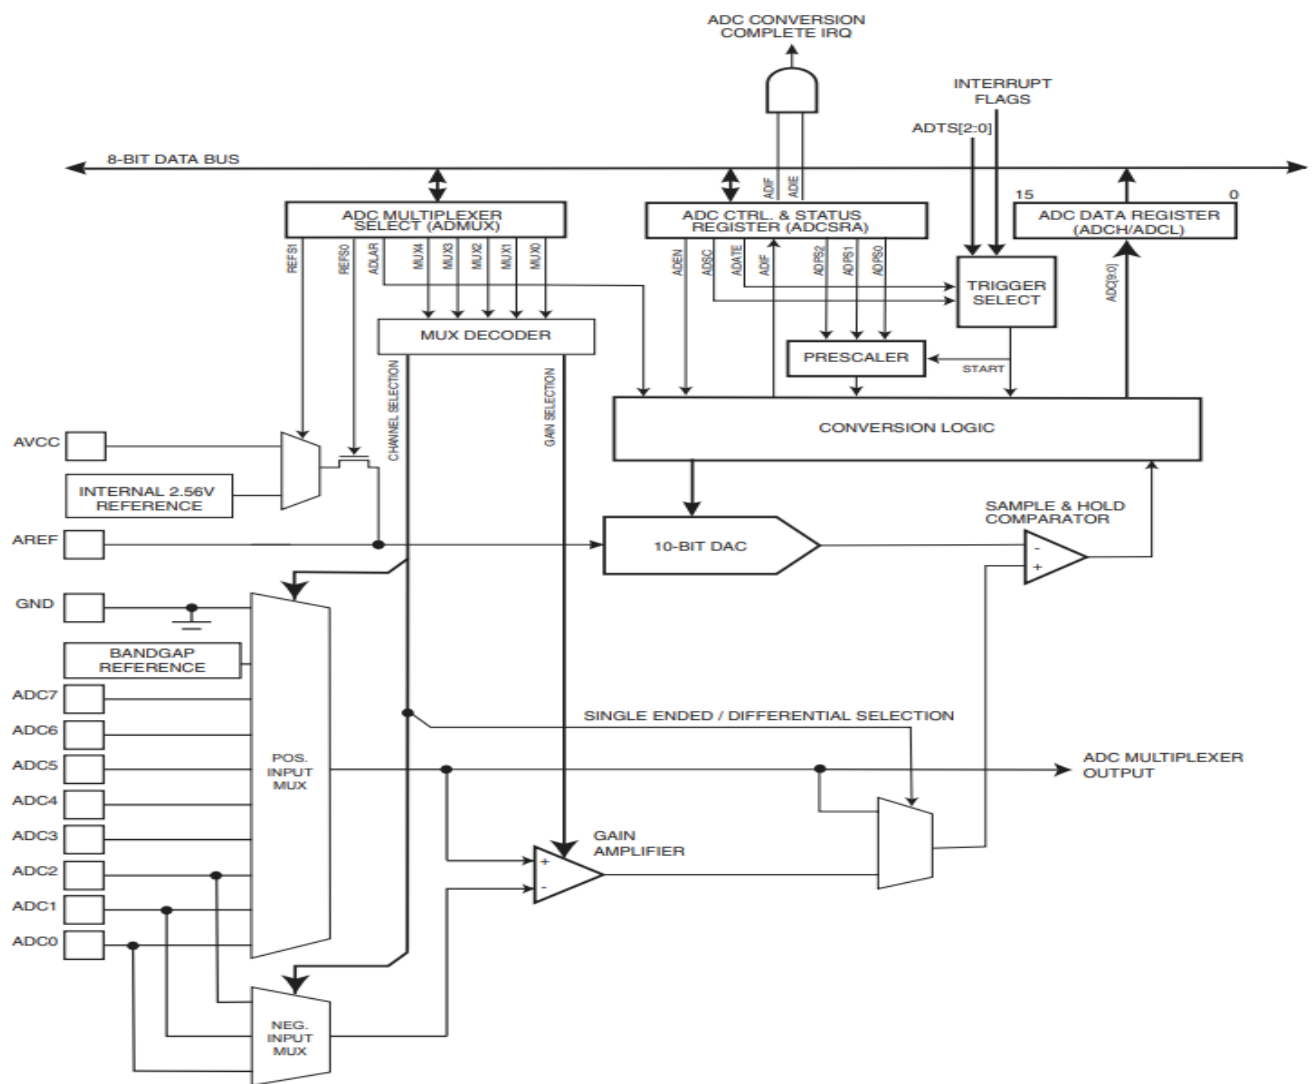 ADC CONVERSION
COMPLETE IRQ
INTERRUPT
FLAGS
ADTS[2:0]
8-BIT DATA BUS
ADIF
ADIE
15
0
ADC MULTIPLEXER
SELECT (ADMUX)
ADC CTRL. & STATUS
REGISTER (ADCSRA)
ADC DATA REGISTER
(ADCH/ADCL)
REFS1
REFS0
ADLAR
MUX4
MUX3
MUX2
MUX1
MUX0
ADEN
ADSC
ADATE
ADIF
ADPS2
ADPS1
ADPS0
ADC[9:0]
TRIGGER
SELECT
MUX DECODER
PRESCALER
START
CHANNEL SELECTION
GAIN SELECTION
CONVERSION LOGIC
AVCC
INTERNAL 2.56V
REFERENCE
SAMPLE & HOLD
COMPARATOR
AREF
10-BIT DAC
-
+
GND
BANDGAP
REFERENCE
ADC7
SINGLE ENDED / DIFFERENTIAL SELECTION
ADC6
ADC5
POS.
INPUT
MUX
ADC MULTIPLEXER
OUTPUT
ADC4
ADC3
GAIN
AMPLIFIER
+
-
ADC2
ADC1
ADC0
NEG.
INPUT
MUX